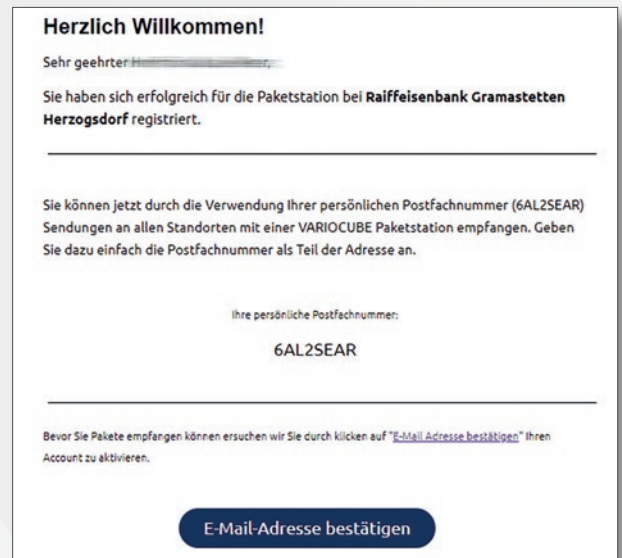 Herzlich Willkommen!
Sehr geehrter
Sie haben sich erfolgreich für die Paketstation bei Raiffeisenbank Gramastetten
Herzogsdorf registriert.
Sie können jetzt durch die Verwendung Ihrer persönlichen Postfachnummer (6AL2SEAR)
Sendungen an allen Standorten mit einer VARIOCUBE Paketstation empfangen. Geben
Sie dazu einfach die Postfachnummer als Teil der Adresse an.
Ihre persönliche Postfachnummer:
6AL2SEAR
Bevor Sie Pakete empfangen können ersuchen wir Sie durch klicken auf "E-Mail Adresse bestätigen" Ihren
Account zu aktivieren.
E-Mail-Adresse bestätigen